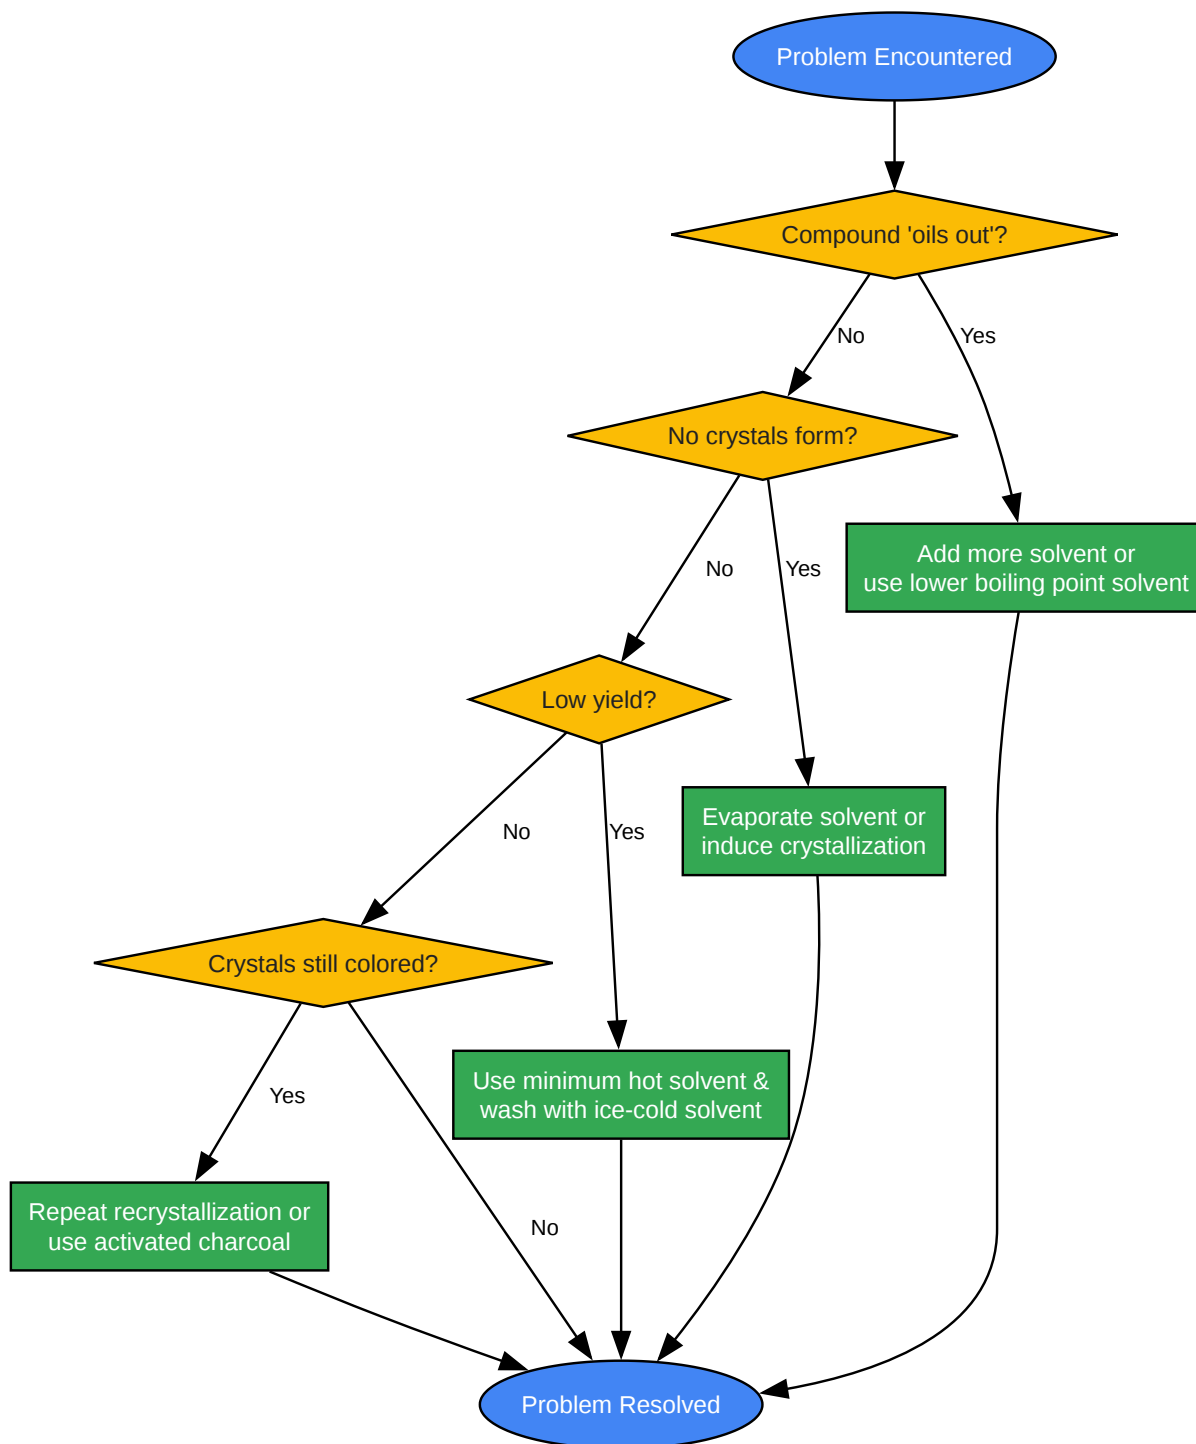 Problem Encountered
Compound 'oils out'?
No
Yes
No crystals form?
Add more solvent or
use lower boiling point solvent
No
Yes
Low yield?
Evaporate solvent or
induce crystallization
No
Yes
Crystals still colored?
Use minimum hot solvent &
wash with ice-cold solvent
Yes
Repeat recrystallization or
use activated charcoal
No
Problem Resolved